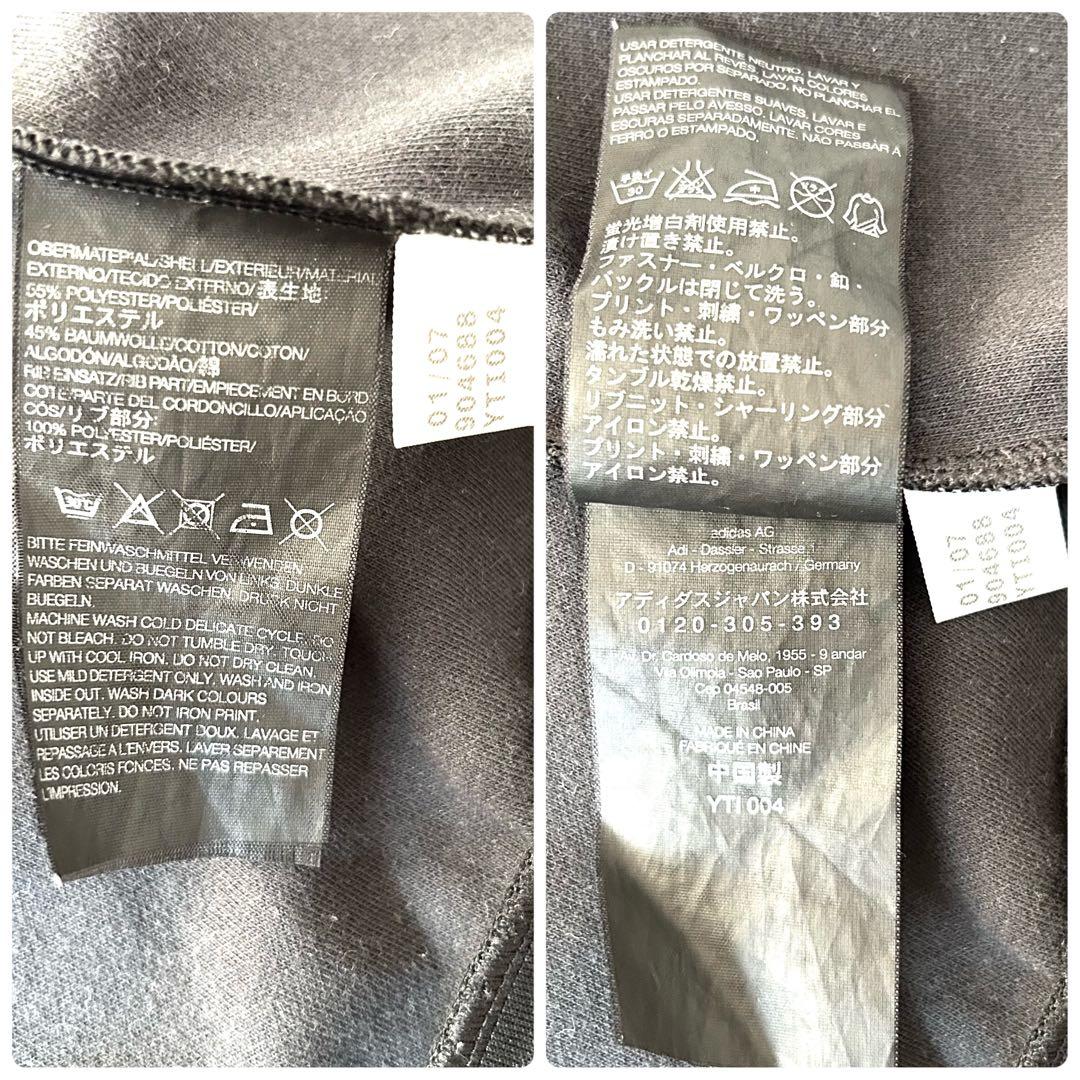 OBERMATERIAL/SHELL/EXTERIEUR/MATERIAL
EXTERNO/TECIDO EXTERNO/表生地:
55% POLYESTER/POLIÉSTER/
ポリエステル
45% BAUMWOLLE/COTTON/COTON/
ALGODÓN/ALGODÃO/綿
RIB EINSATZ/RIB PART/EMPIECEMENT EN BORD
COTE/PARTE DEL CORDONCILLO/APLICAÇAO
CÓS/リブ部分:
100% POLYESTER/POLIÉSTER/
ポリエステル
30°C
BITTE FEINWASCHMITTEL VERWENDEN.
WASCHEN UND BUEGELN VON LINKS. DUNKLE
FARBEN SEPARAT WASCHEN. DRUCK NICHT
BUEGELN.
MACHINE WASH COLD DELICATE CYCLE. DO
NOT BLEACH. DO NOT TUMBLE DRY. TOUCH
UP WITH COOL IRON. DO NOT DRY CLEAN.
USE MILD DETERGENT ONLY. WASH AND IRON
INSIDE OUT. WASH DARK COLOURS
SEPARATELY. DO NOT IRON PRINT.
UTILISER UN DETERGENT DOUX. LAVAGE ET
REPASSAGE A L'ENVERS. LAVER SEPAREMENT
LES COLORIS FONCES. NE PAS REPASSER
L'IMPRESSION.
01/07
904688
YTI004
USAR DETERGENTE NEUTRO. LAVAR Y
PLANCHAR AL REVÉS. LAVAR COLORES
OSCUROS POR SEPARADO. NO PLANCHAR EL
ESTAMPADO.
USAR DETERGENTES SUAVES. LAVAR E
PASSAR PELO AVESSO. LAVAR CORES
ESCURAS SEPARADAMENTE. NÃO PASSAR A
FERRO O ESTAMPADO.
手洗イ
30
蛍光増白剤使用禁止。
漬け置き禁止。
ファスナー・ベルクロ・釦・
バックルは閉じて洗う。
プリント・刺繍・ワッペン部分
もみ洗い禁止。
濡れた状態での放置禁止。
タンブル乾燥禁止。
リブニット・シャーリング部分
アイロン禁止。
プリント・刺繍・ワッペン部分
アイロン禁止。
adidas AG
Adi - Dassler - Strasse 1
D - 91074 Herzogenaurach / Germany
アディダスジャパン株式会社
0120-305-393
Av. Dr. Cardoso de Melo, 1955 - 9 andar
Vila Olimpia - Sao Paulo - SP
Cep 04548-005
Brasil
MADE IN CHINA
FABRIQUÉ EN CHINE
中国製
YTI 004
01/07
904688
YTI004